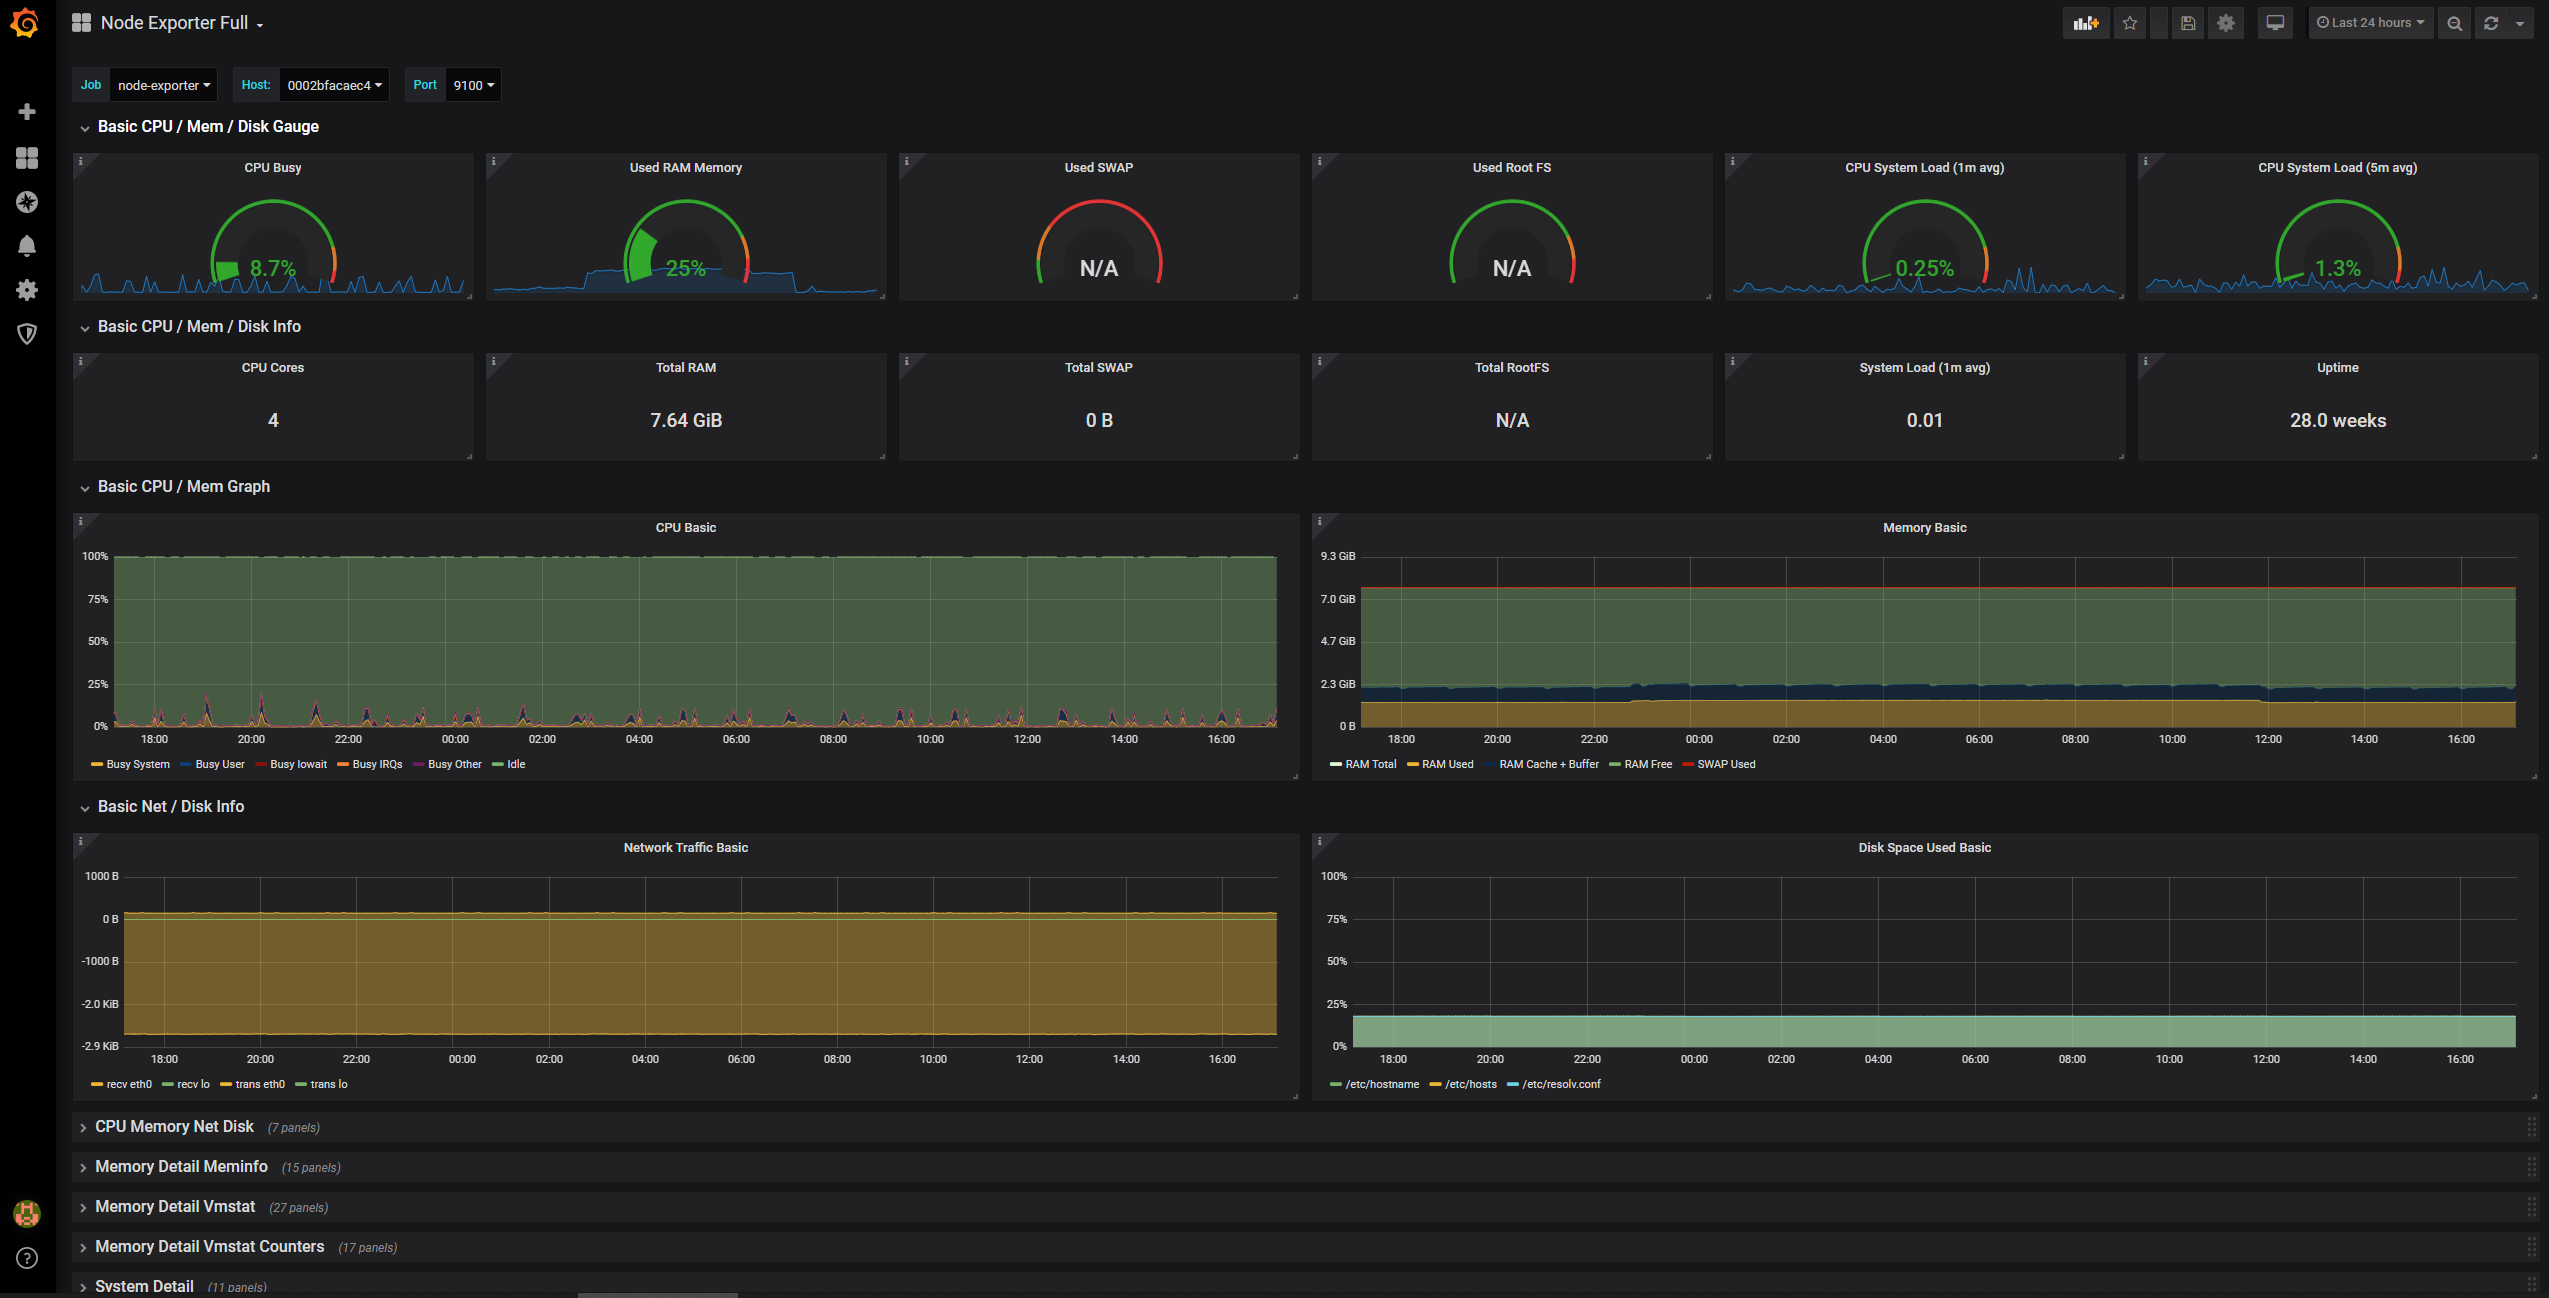 Node Exporter Full
Last 24 hours
Job node-exporter Host: 0002bfacaec4 Port 9100
Basic CPU / Mem / Disk Gauge
CPU Busy
8.7%
Used RAM Memory
25%
Used SWAP
N/A
Used Root FS
N/A
CPU System Load (1m avg)
0.25%
CPU System Load (5m avg)
1.3%
Basic CPU / Mem / Disk Info
CPU Cores
4
Total RAM
7.64 GiB
Total SWAP
0 B
Total RootFS
N/A
System Load (1m avg)
0.01
Uptime
28.0 weeks
Basic CPU / Mem Graph
CPU Basic
100%
75%
50%
25%
0%
18:00 20:00 22:00 00:00 02:00 04:00 06:00 08:00 10:00 12:00 14:00 16:00
Busy System Busy User Busy Iowait Busy IRQs Busy Other Idle
Memory Basic
9.3 GiB
7.0 GiB
4.7 GiB
2.3 GiB
0 B
18:00 20:00 22:00 00:00 02:00 04:00 06:00 08:00 10:00 12:00 14:00 16:00
RAM Total RAM Used RAM Cache + Buffer RAM Free SWAP Used
Basic Net / Disk Info
Network Traffic Basic
1000 B
0 B
-1000 B
-2.0 KiB
-2.9 KiB
18:00 20:00 22:00 00:00 02:00 04:00 06:00 08:00 10:00 12:00 14:00 16:00
recv eth0 recv lo trans eth0 trans lo
Disk Space Used Basic
100%
75%
50%
25%
0%
18:00 20:00 22:00 00:00 02:00 04:00 06:00 08:00 10:00 12:00 14:00 16:00
/etc/hostname /etc/hosts /etc/resolv.conf
CPU Memory Net Disk (7 panels)
Memory Detail Meminfo (15 panels)
Memory Detail Vmstat (27 panels)
Memory Detail Vmstat Counters (17 panels)
System Detail (11 panels)